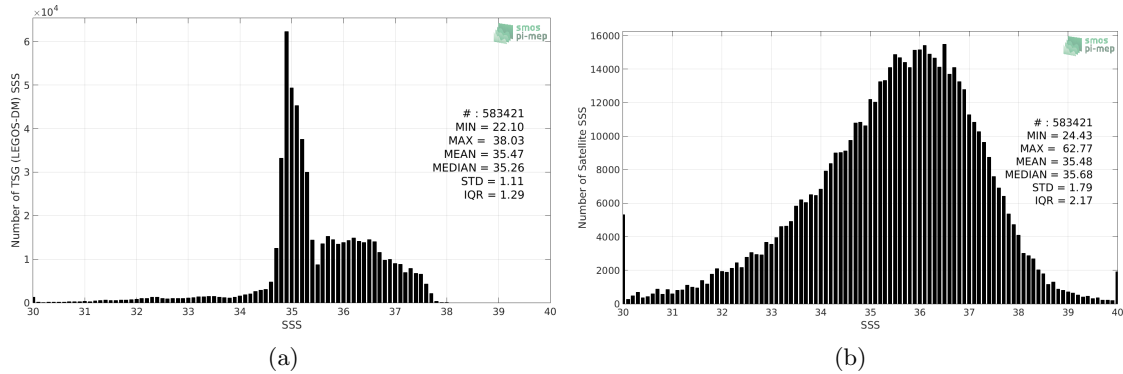 ×10⁴
smos
pi-mep
6
5
4
3
2
1
0
Number of TSG (LEGOS-DM) SSS
# : 583421
MIN = 22.10
MAX = 38.03
MEAN = 35.47
MEDIAN = 35.26
STD = 1.11
IQR = 1.29
30 31 32 33 34 35 36 37 38 39 40
SSS
(a)
smos
pi-mep
16000
14000
12000
10000
8000
6000
4000
2000
0
Number of Satellite SSS
# : 583421
MIN = 24.43
MAX = 62.77
MEAN = 35.48
MEDIAN = 35.68
STD = 1.79
IQR = 2.17
30 31 32 33 34 35 36 37 38 39 40
SSS
(b)